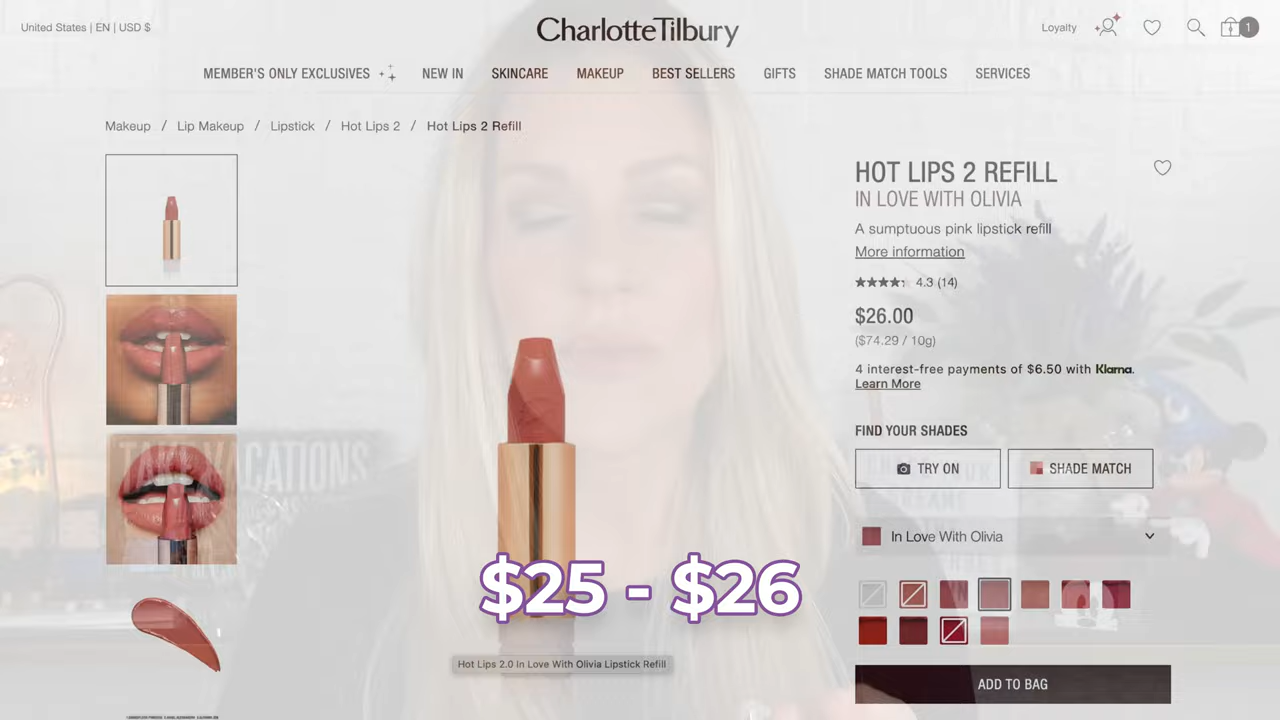 United States | EN | USD $
CharlotteTilbury
Loyalty
1
MEMBER'S ONLY EXCLUSIVES
NEW IN
SKINCARE
MAKEUP
BEST SELLERS
GIFTS
SHADE MATCH TOOLS
SERVICES
Makeup / Lip Makeup / Lipstick / Hot Lips 2 / Hot Lips 2 Refill
HOT LIPS 2 REFILL
IN LOVE WITH OLIVIA
A sumptuous pink lipstick refill
More information
4.3 (14)
$26.00
($74.29 / 10g)
4 interest-free payments of $6.50 with Klarna.
Learn More
FIND YOUR SHADES
TRY ON
SHADE MATCH
VACATIONS
In Love With Olivia
$25 - $26
Hot Lips 2.0 In Love With Olivia Lipstick Refill
ADD TO BAG